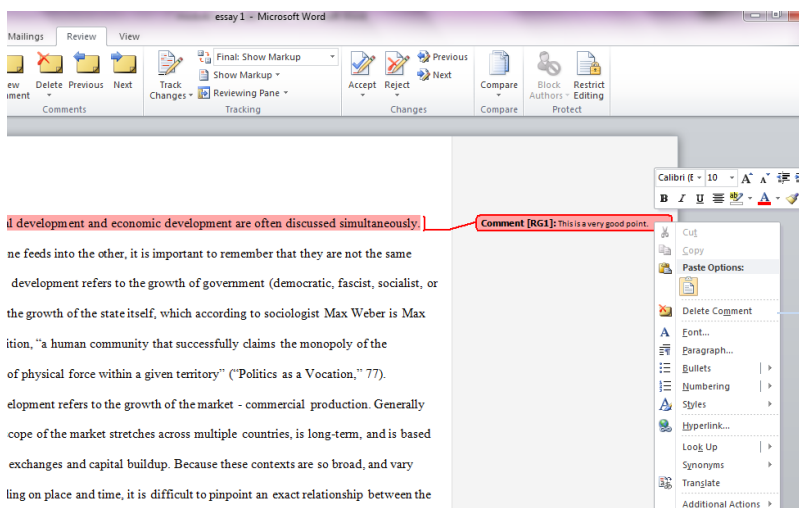 essay 1 - Microsoft Word
Mailings Review View
ew Delete Previous Next Track Final: Show Markup Accept Reject Previous Compare Block Restrict
ment Changes Show Markup Next Authors Editing
Reviewing Pane
Comments Tracking Changes Compare Protect
Calibri (E 10 A A
B I U A
l development and economic development are often discussed simultaneously. Comment [RG1]: This is a very good point.
ne feeds into the other, it is important to remember that they are not the same
development refers to the growth of government (democratic, fascist, socialist, or
the growth of the state itself, which according to sociologist Max Weber is Max
ition, “a human community that successfully claims the monopoly of the
of physical force within a given territory” (“Politics as a Vocation,” 77).
elopment refers to the growth of the market - commercial production. Generally
cope of the market stretches across multiple countries, is long-term, and is based
exchanges and capital buildup. Because these contexts are so broad, and vary
ling on place and time, it is difficult to pinpoint an exact relationship between the
Cut
Copy
Paste Options:
Delete Comment
Font...
Paragraph...
Bullets
Numbering
Styles
Hyperlink...
Look Up
Synonyms
Translate
Additional Actions